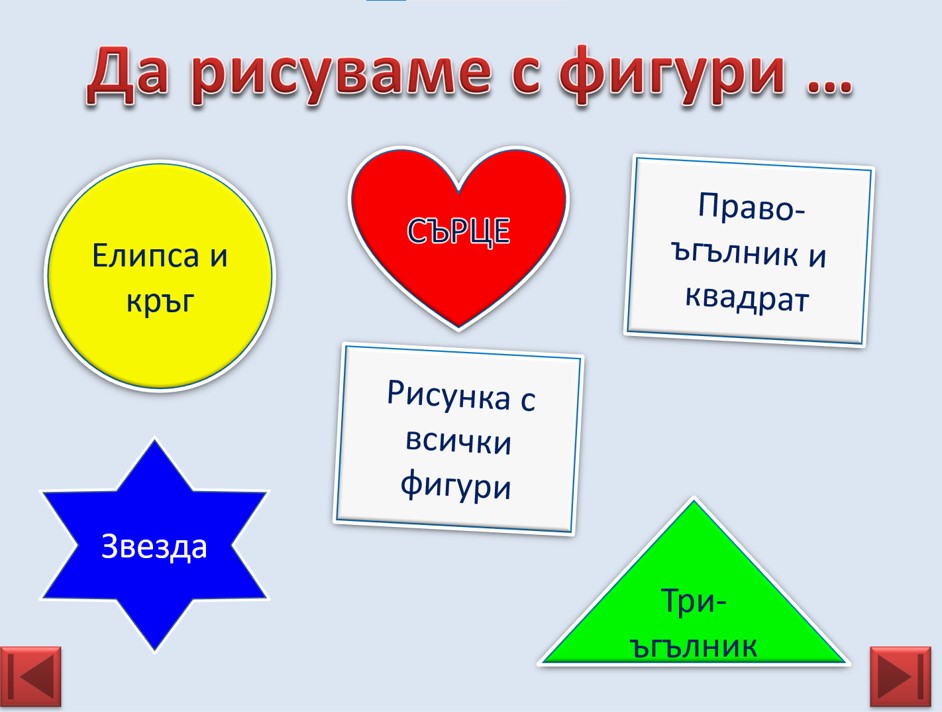 Да рисуваме с фигури ...
Елипса и
кръг
СЪРЦЕ
Право-
ъгълник и
квадрат
Рисунка с
всички
фигури
Звезда
Три-
ъгълник